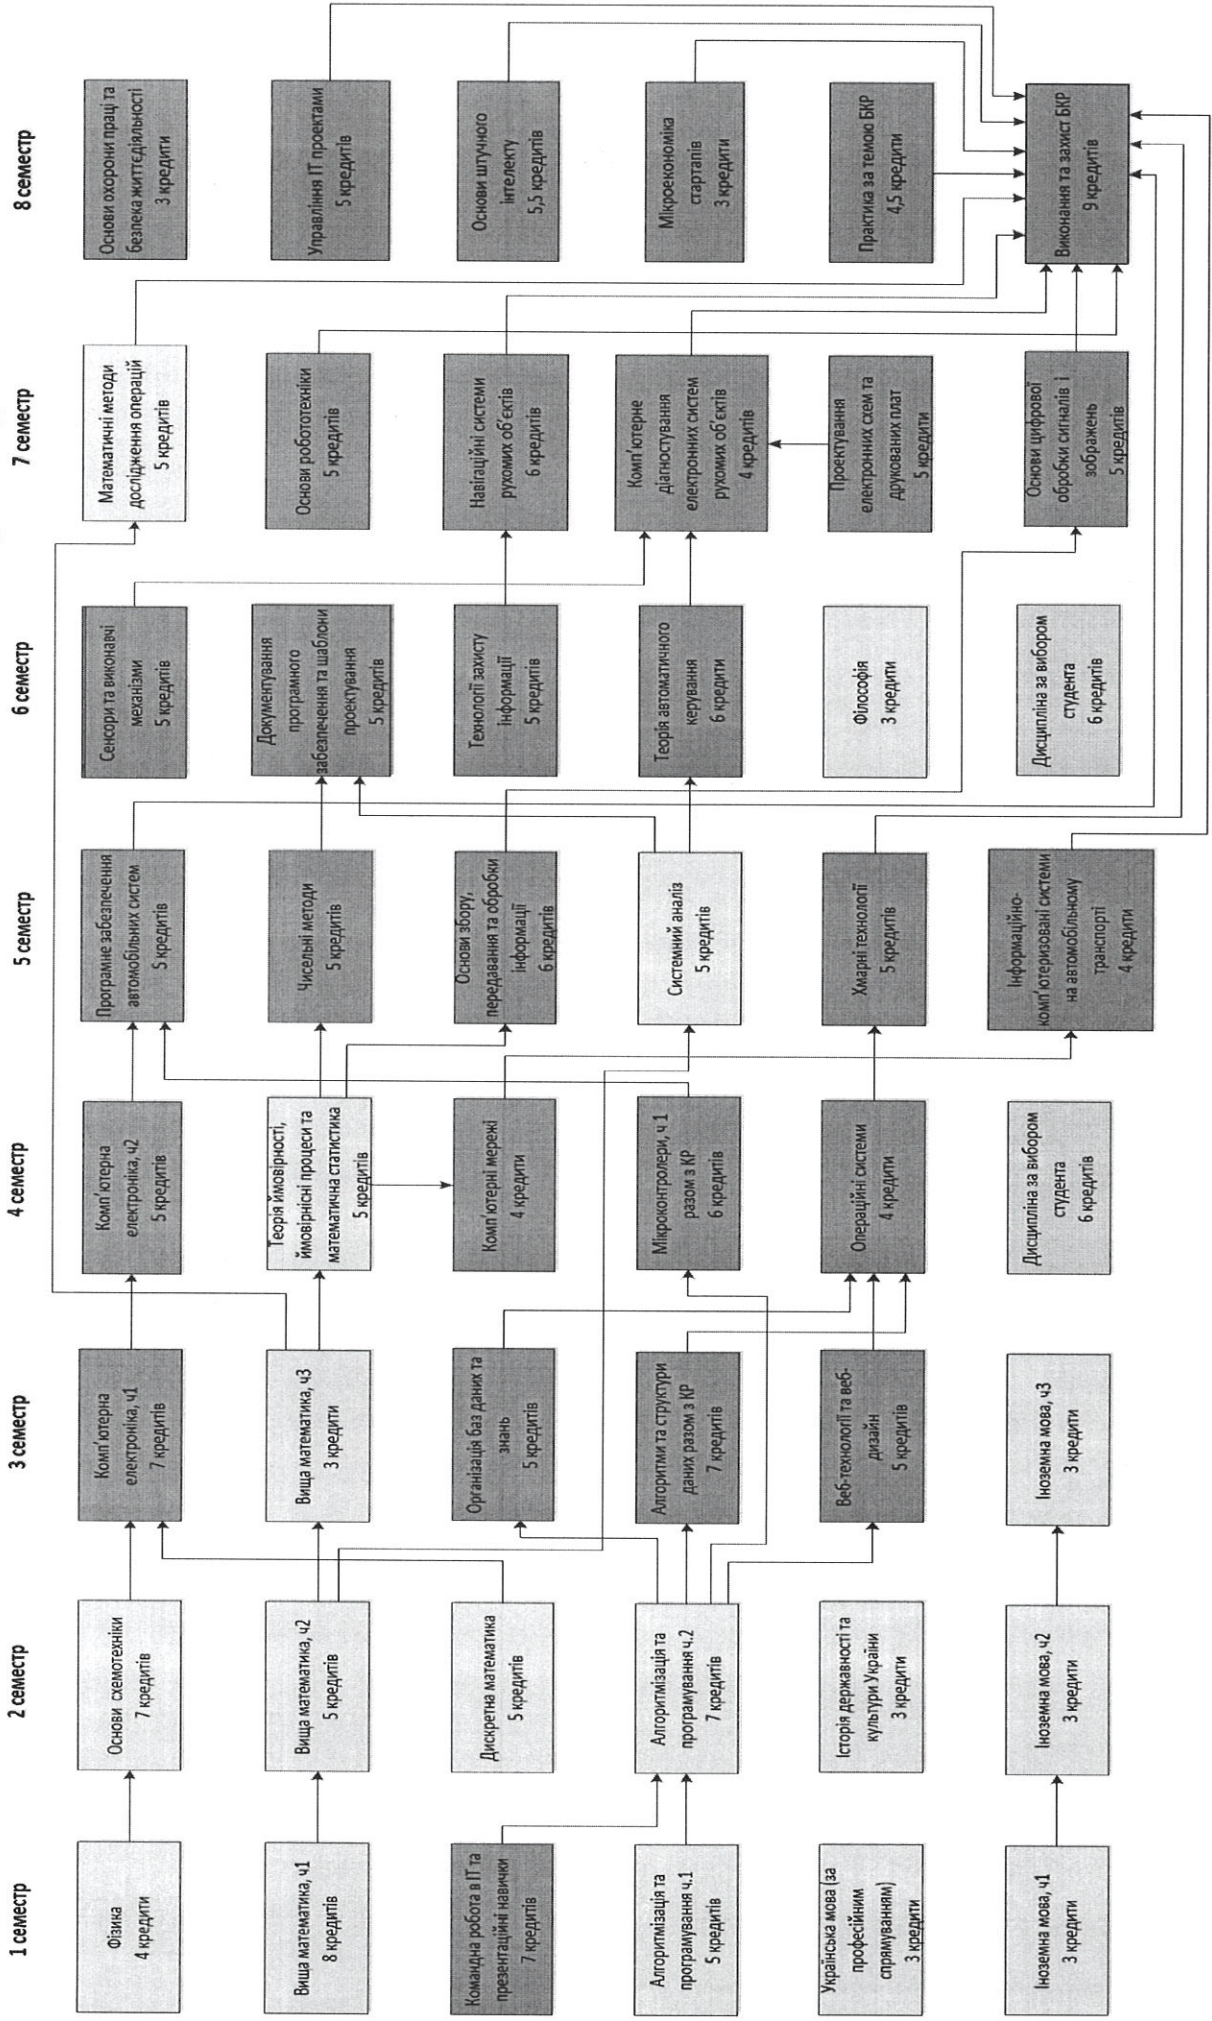 1 семестр
Фізика
4 кредити
Вища математика, ч1
8 кредитів
Командна робота в ІТ та
презентаційні навички
7 кредитів
Алгоритмізація та
програмування ч.1
5 кредитів
Українська мова (за
професійним
спрямуванням)
3 кредити
Іноземна мова, ч1
3 кредити
2 семестр
Основи схемотехніки
7 кредитів
Вища математика, ч2
5 кредитів
Дискретна математика
5 кредитів
Алгоритмізація та
програмування ч.2
7 кредитів
Історія державності та
культури України
3 кредити
Іноземна мова, ч2
3 кредити
3 семестр
Комп'ютерна
електроніка, ч1
7 кредитів
Вища математика, ч3
3 кредити
Організація баз даних та
знань
5 кредитів
Алгоритми та структури
даних разом з КР
7 кредитів
Веб-технології та веб-
дизайн
5 кредитів
Іноземна мова, ч3
3 кредити
4 семестр
Комп'ютерна
електроніка, ч2
5 кредитів
Теорія ймовірності,
ймовірнісні процеси та
математична статистика
5 кредитів
Комп'ютерні мережі
4 кредити
Мікроконтролери, ч 1
разом з КР
6 кредитів
Операційні системи
4 кредити
Дисципліна за вибором
студента
6 кредитів
5 семестр
Програмне забезпечення
автомобільних систем
5 кредитів
Чисельні методи
5 кредитів
Основи збору,
передавання та обробки
інформації
6 кредитів
Системний аналіз
5 кредитів
Хмарні технології
5 кредитів
Інформаційно-
комп'ютеризовані системи
на автомобільному
транспорті
4 кредити
6 семестр
Сенсори та виконавчі
механізми
5 кредитів
Документування
програмного
забезпечення та шаблони
проектування
5 кредитів
Технології захисту
інформації
5 кредитів
Теорія автоматичного
керування
6 кредити
Філософія
3 кредити
Дисципліна за вибором
студента
6 кредитів
7 семестр
Математичні методи
дослідження операцій
5 кредитів
Основи робототехніки
5 кредитів
Навігаційні системи
рухомих об'єктів
6 кредитів
Комп'ютерне
діагностування
електронних систем
рухомих об'єктів
4 кредитів
Проектування
електронних схем та
друкованих плат
5 кредити
Основи цифрової
обробки сигналів і
зображень
5 кредитів
8 семестр
Основи охорони праці та
безпека життєдіяльності
3 кредити
Управління ІТ проектами
5 кредитів
Основи штучного
інтелекту
5,5 кредитів
Мікроекономіка
стартапів
3 кредити
Практика за темою БКР
4,5 кредити
Виконання та захист БКР
9 кредитів